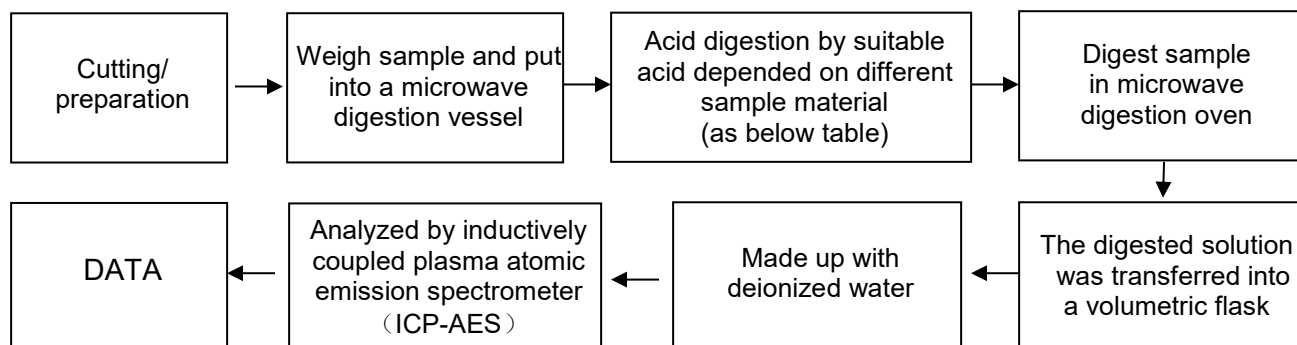 Cutting/
preparation
Weigh sample and put
into a microwave
digestion vessel
Acid digestion by suitable
acid depended on different
sample material
(as below table)
Digest sample
in microwave
digestion oven
The digested solution
was transferred into
a volumetric flask
Made up with
deionized water
Analyzed by inductively
coupled plasma atomic
emission spectrometer
（ICP-AES）
DATA